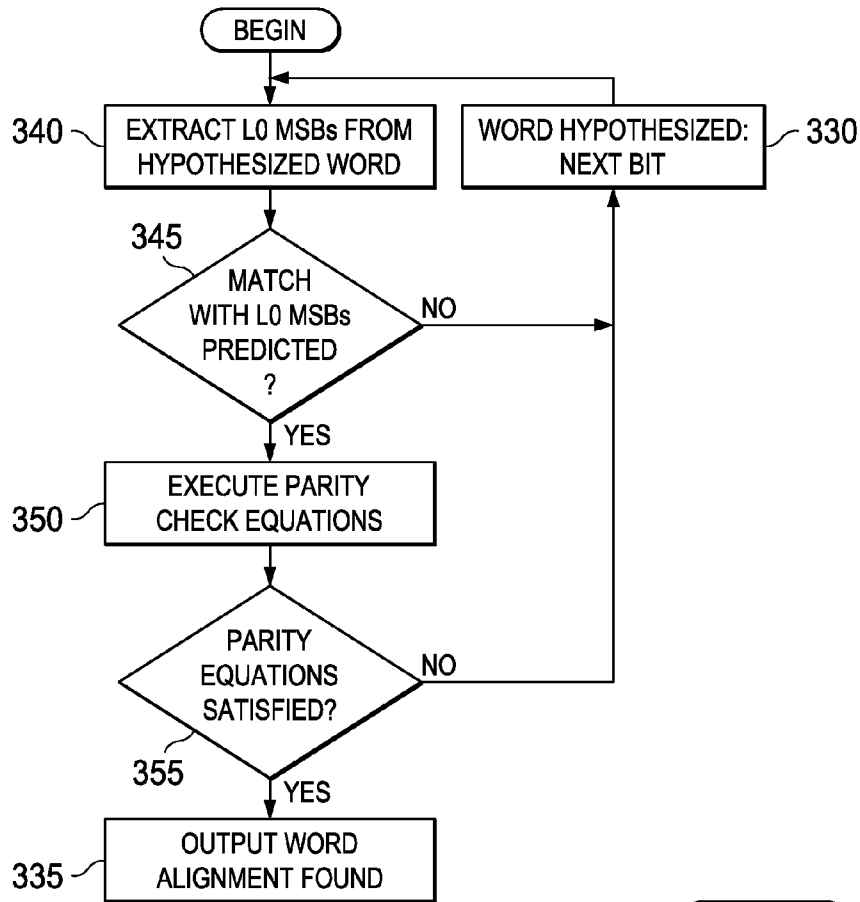 BEGIN
340
EXTRACT L0 MSBs FROM
HYPOTHESIZED WORD
WORD HYPOTHESIZED:
NEXT BIT
330
345
MATCH
WITH L0 MSBs
PREDICTED
?
NO
YES
350
EXECUTE PARITY
CHECK EQUATIONS
PARITY
EQUATIONS
SATISFIED?
NO
355
YES
335
OUTPUT WORD
ALIGNMENT FOUND